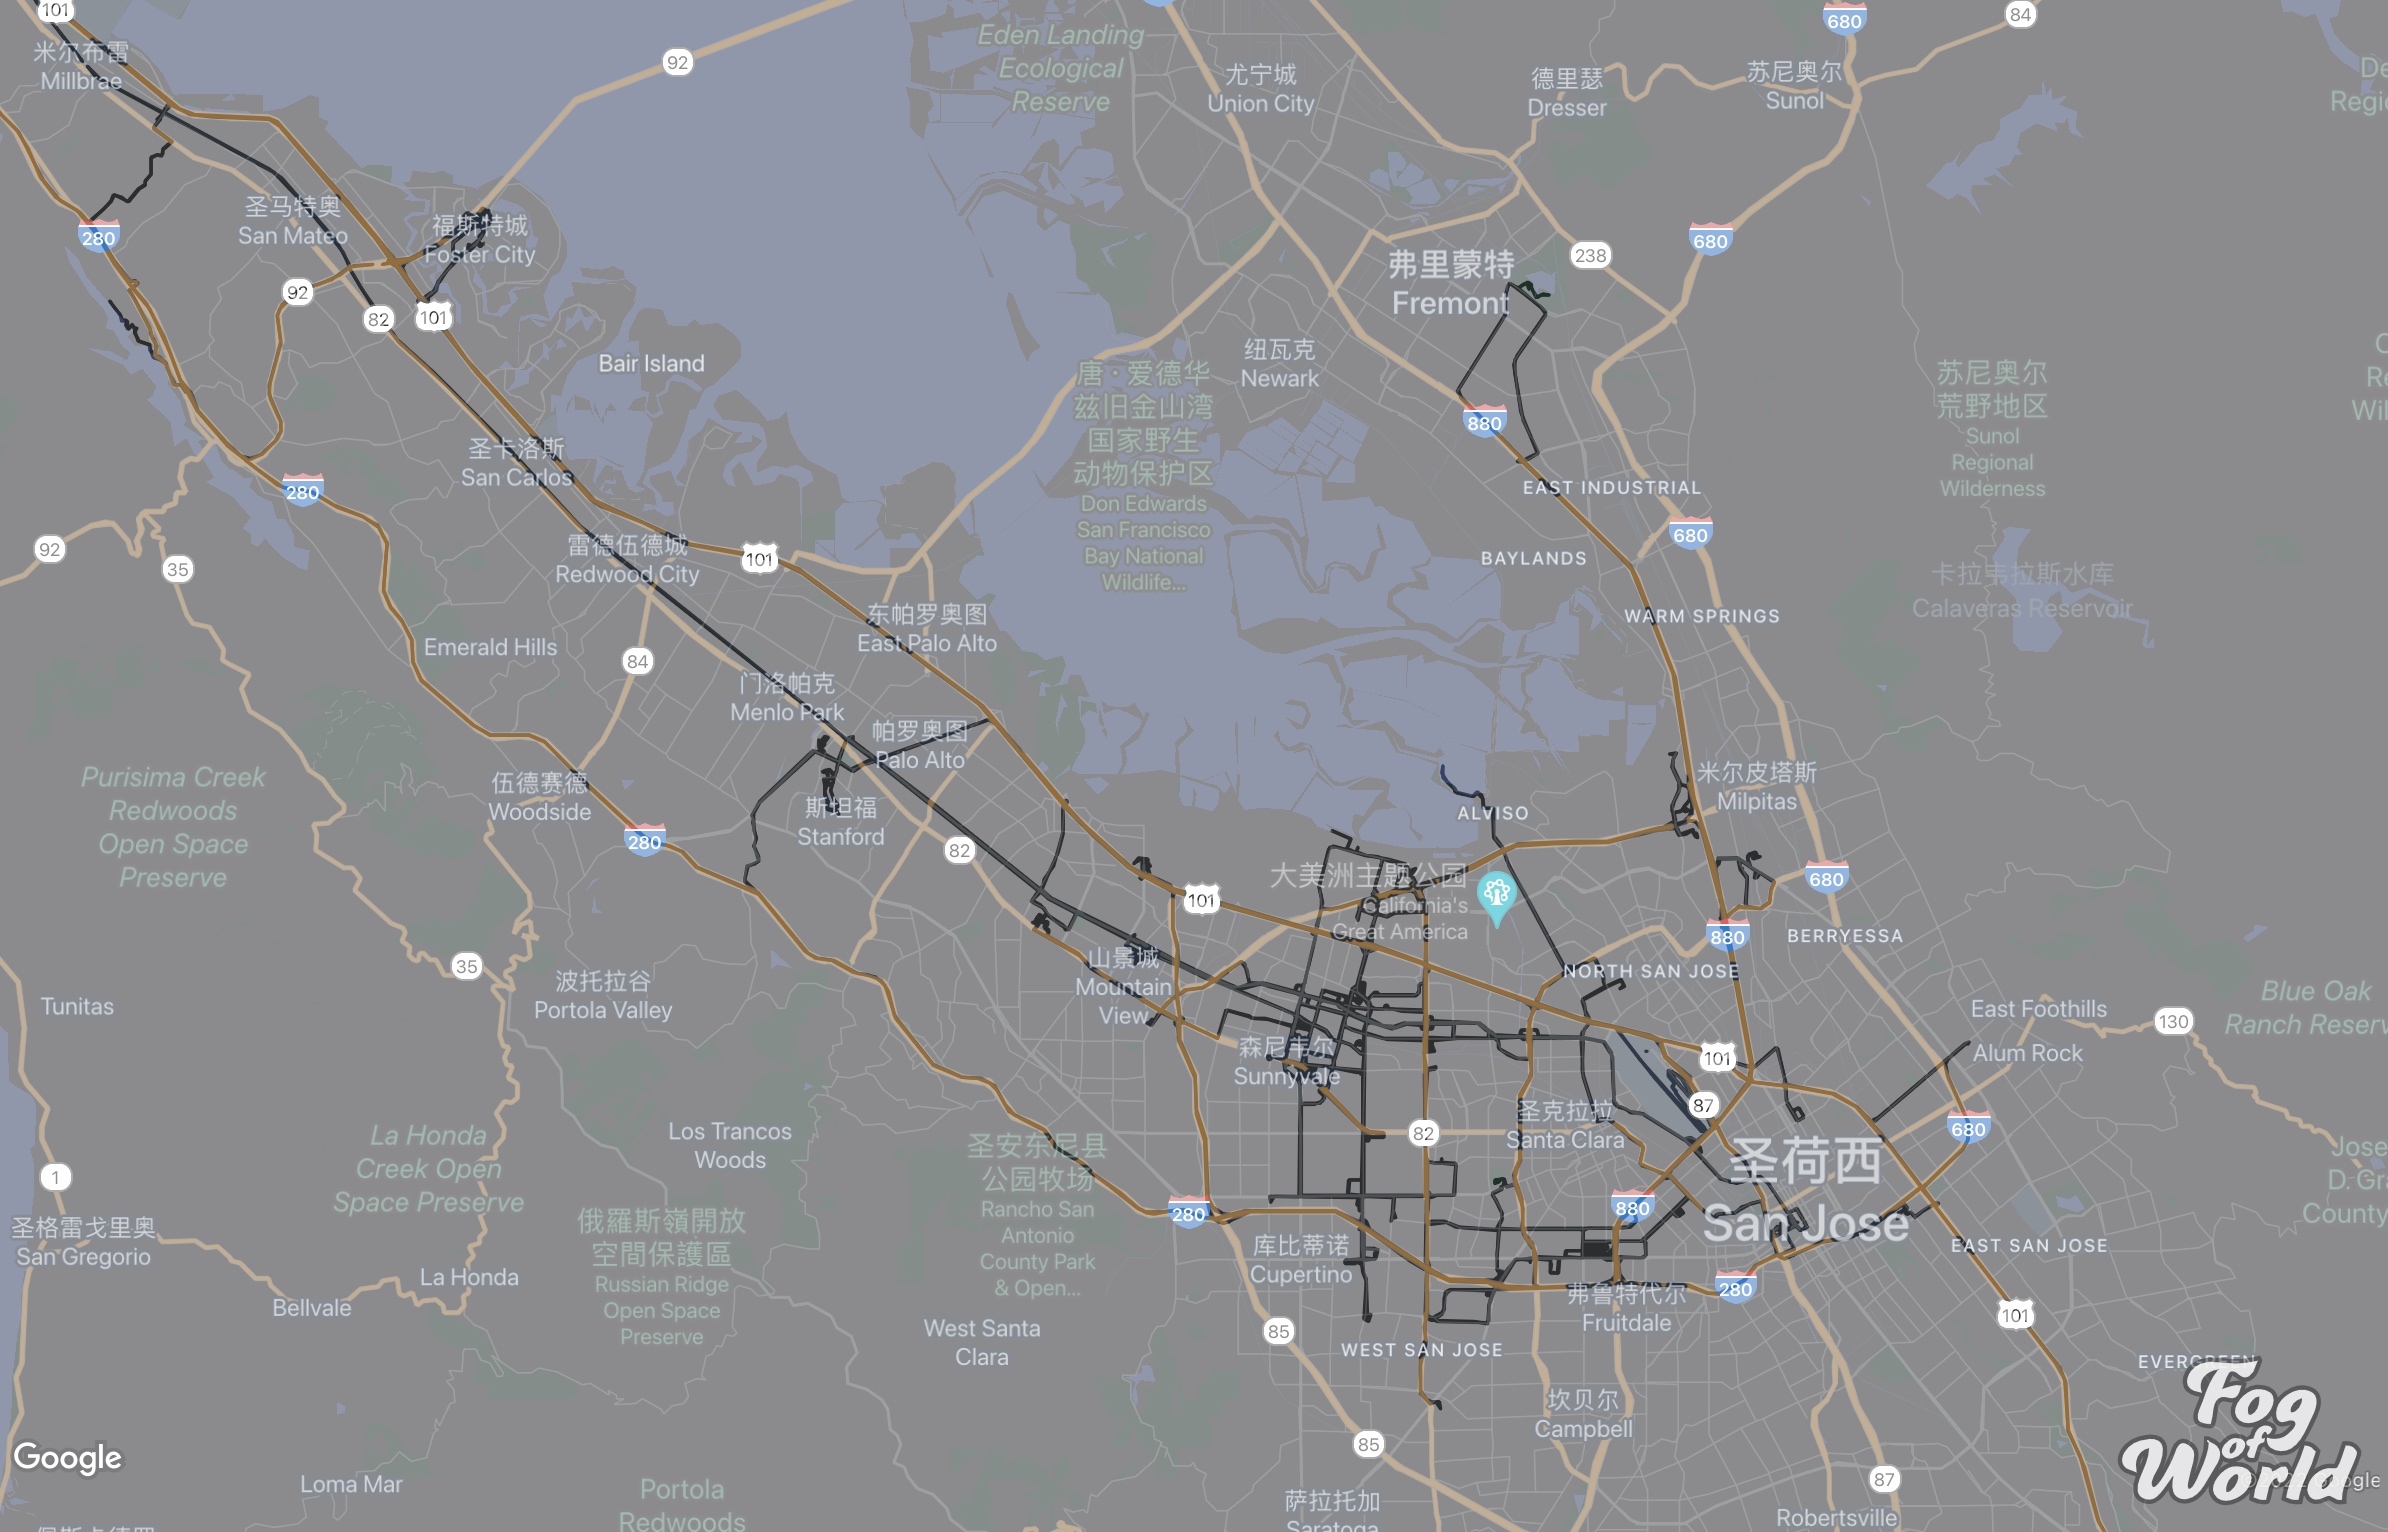 101
米尔布雷
Millbrae
92
Eden Landing
Ecological
Reserve
尤宁城
Union City
德里瑟
Dresser
苏尼奥尔
Sunol
680
84
圣马特奥
San Mateo
福斯特城
Foster City
280
92
82
101
弗里蒙特
Fremont
238
680
Bair Island
纽瓦克
Newark
唐·爱德华
兹旧金山湾
国家野生
动物保护区
Don Edwards
San Francisco
Bay National
Wildlife...
880
苏尼奥尔
荒野地区
Sunol
Regional
Wilderness
圣卡洛斯
San Carlos
280
EAST INDUSTRIAL
680
92
35
雷德伍德城
Redwood City
101
BAYLANDS
卡拉韦拉斯水库
Calaveras Reservoir
东帕罗奥图
East Palo Alto
WARM SPRINGS
Emerald Hills
84
门洛帕克
Menlo Park
帕罗奥图
Palo Alto
Purisima Creek
Redwoods
Open Space
Preserve
伍德赛德
Woodside
斯坦福
Stanford
280
82
ALVISO
米尔皮塔斯
Milpitas
大美洲主题公园
California's
Great America
101
680
880
BERRYESSA
35
山景城
Mountain
View
NORTH SAN JOSE
Tunitas
波托拉谷
Portola Valley
East Foothills
130
Blue Oak
森尼韦尔
Sunnyvale
101
Alum Rock
87
圣克拉拉
Santa Clara
82
680
La Honda
Creek Open
Space Preserve
Los Trancos
Woods
圣安东尼县
公园牧场
Rancho San
Antonio
County Park
& Open...
圣荷西
San Jose
1
280
880
圣格雷戈里奥
San Gregorio
俄羅斯嶺開放
空間保護區
Russian Ridge
Open Space
Preserve
库比蒂诺
Cupertino
EAST SAN JOSE
La Honda
Bellvale
弗鲁特代尔
Fruitdale
280
West Santa
Clara
85
WEST SAN JOSE
101
EVERGREEN
坎贝尔
Campbell
85
Google
Loma Mar
Portola
Redwoods
萨拉托加
Saratoga
87
Robertsville
Fog
of
World